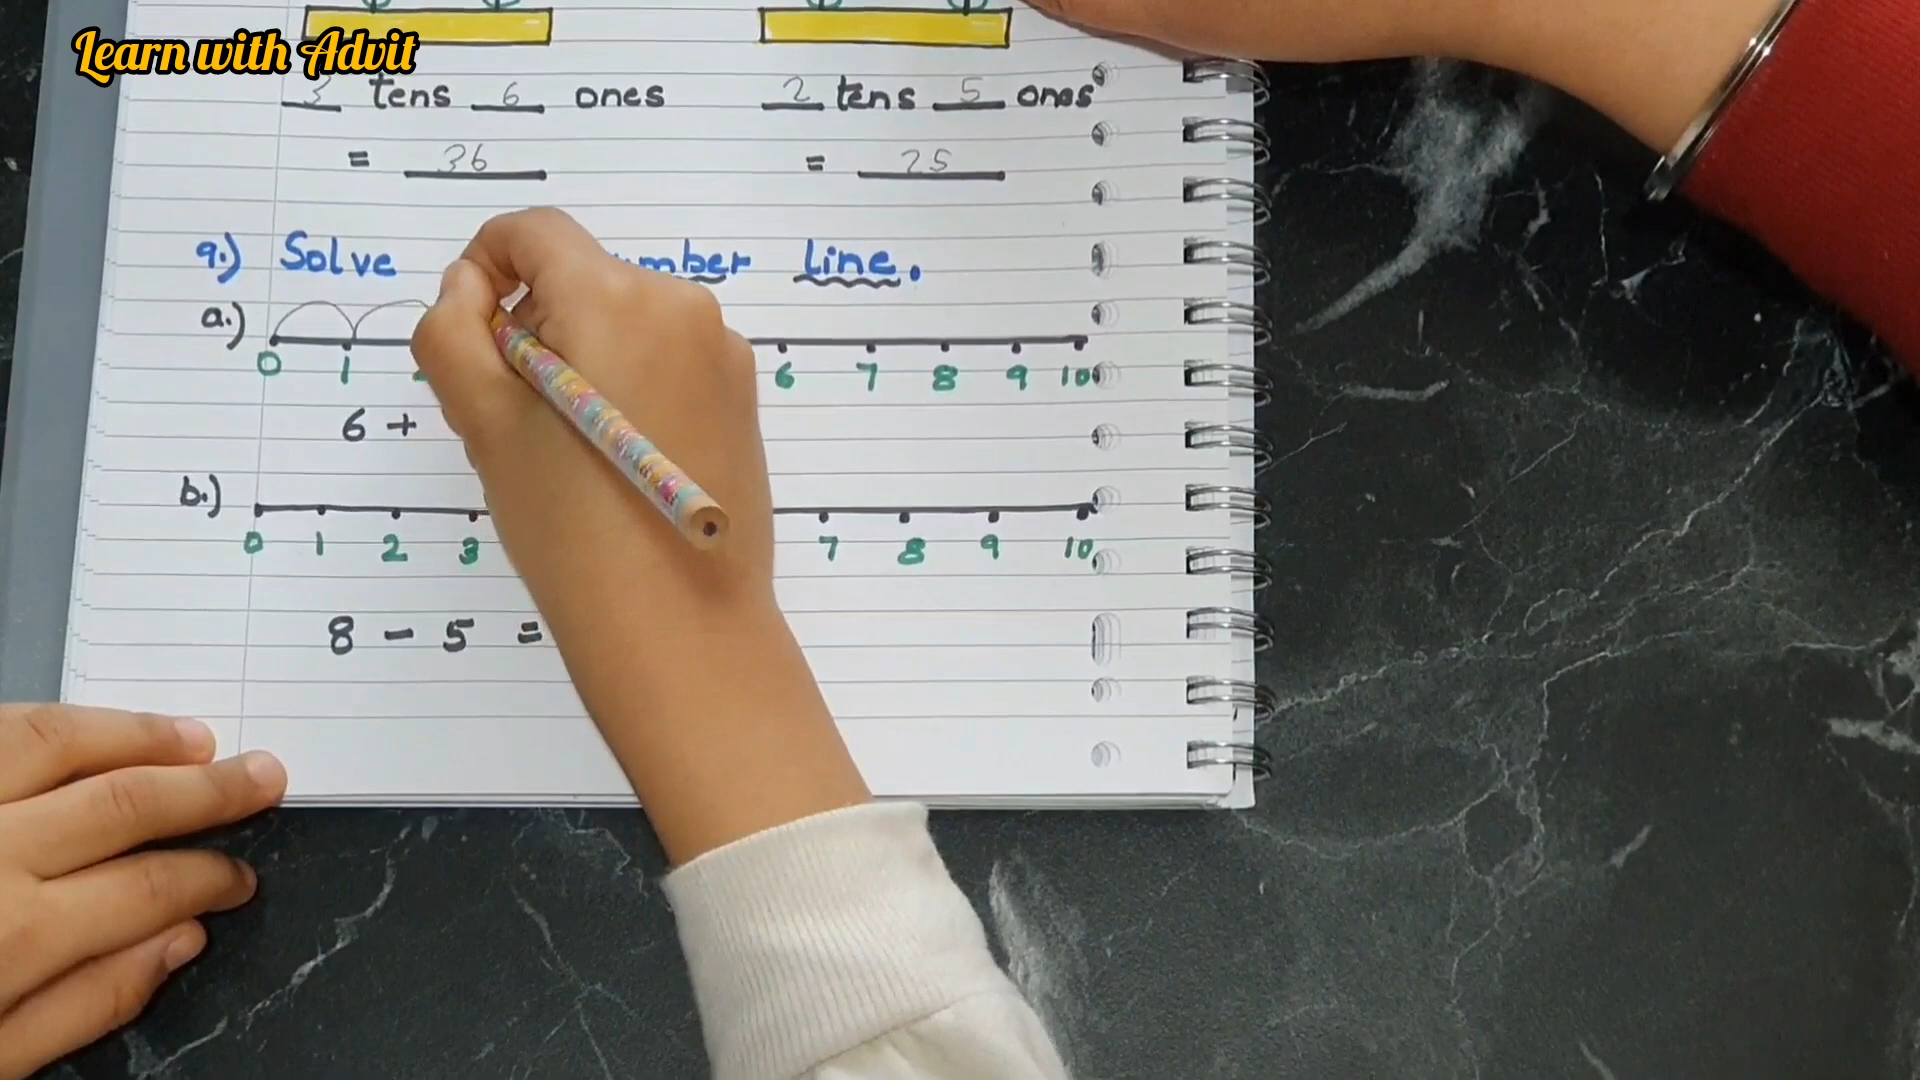 Learn with Advit
3 tens 6 ones 2 tens 5 ones
= 36 = 25
9.) Solve umber line.
a.)
0 1 6 7 8 9 10
6 +
b.)
0 1 2 3 7 8 9 10
8 - 5 =